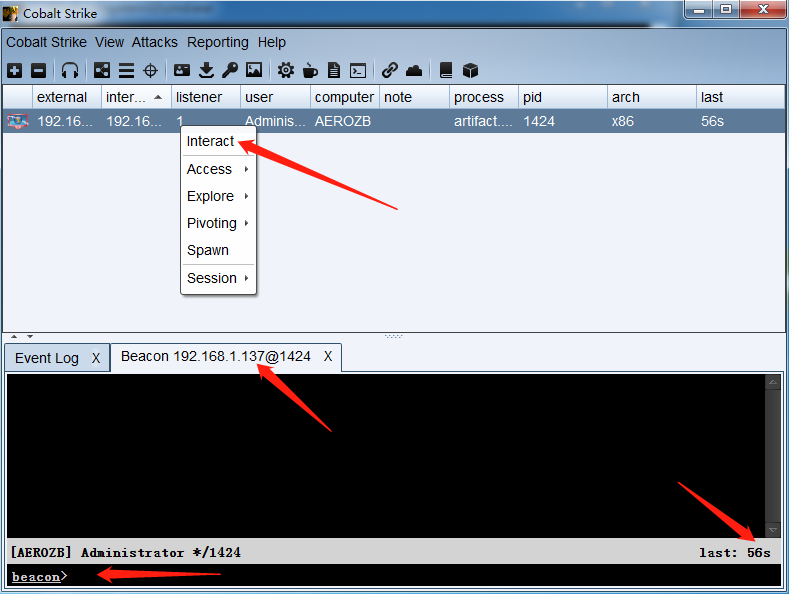 Cobalt Strike
Cobalt Strike View Attacks Reporting Help
external inter... listener user computer note process pid arch last
192.16... 192.16... 1 Adminis... AEROZB artifact.... 1424 x86 56s
Interact
Access
Explore
Pivoting
Spawn
Session
Event Log X Beacon 192.168.1.137@1424 X
[AEROZB] Administrator */1424 last: 56s
beacon>